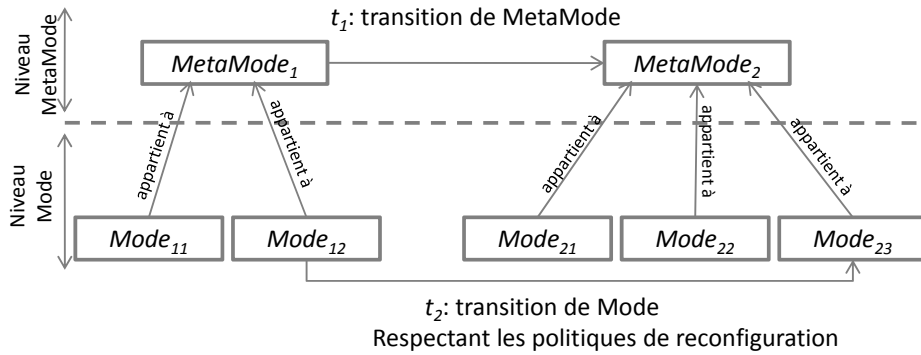 t1: transition de MetaMode
Niveau
MetaMode
MetaMode1
MetaMode2
appartient à
appartient à
appartient à
appartient à
appartient à
Niveau
Mode
Mode11
Mode12
Mode21
Mode22
Mode23
t2: transition de Mode
Respectant les politiques de reconfiguration